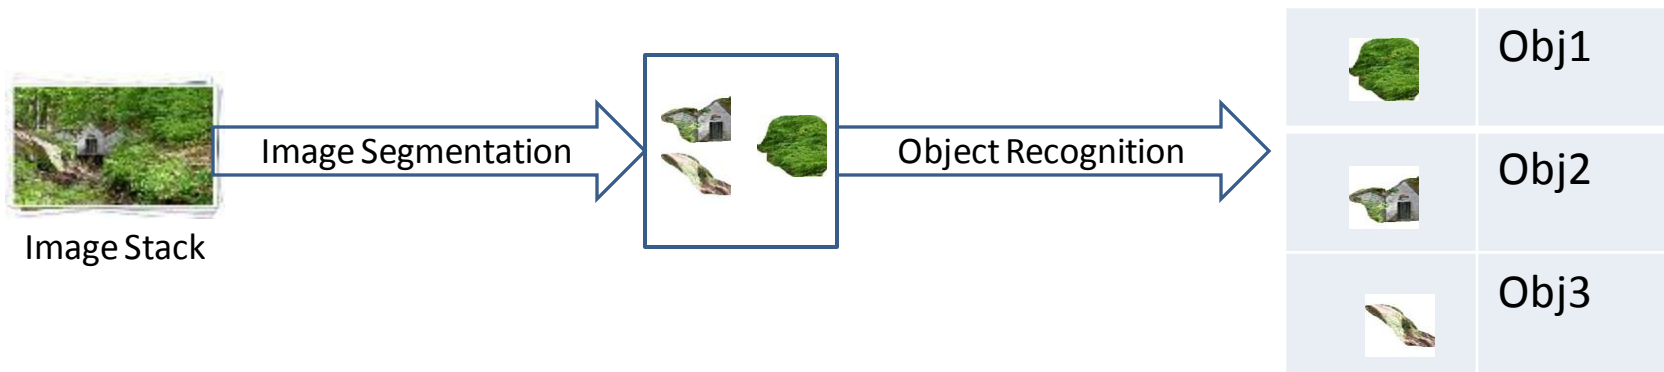 Image Stack
Image Segmentation
Object Recognition
Obj1
Obj2
Obj3